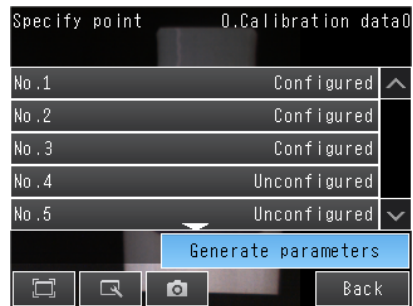 Specify point 0.Calibration data0
No.1 Configured
No.2 Configured
No.3 Configured
No.4 Unconfigured
No.5 Unconfigured
Generate parameters
Back